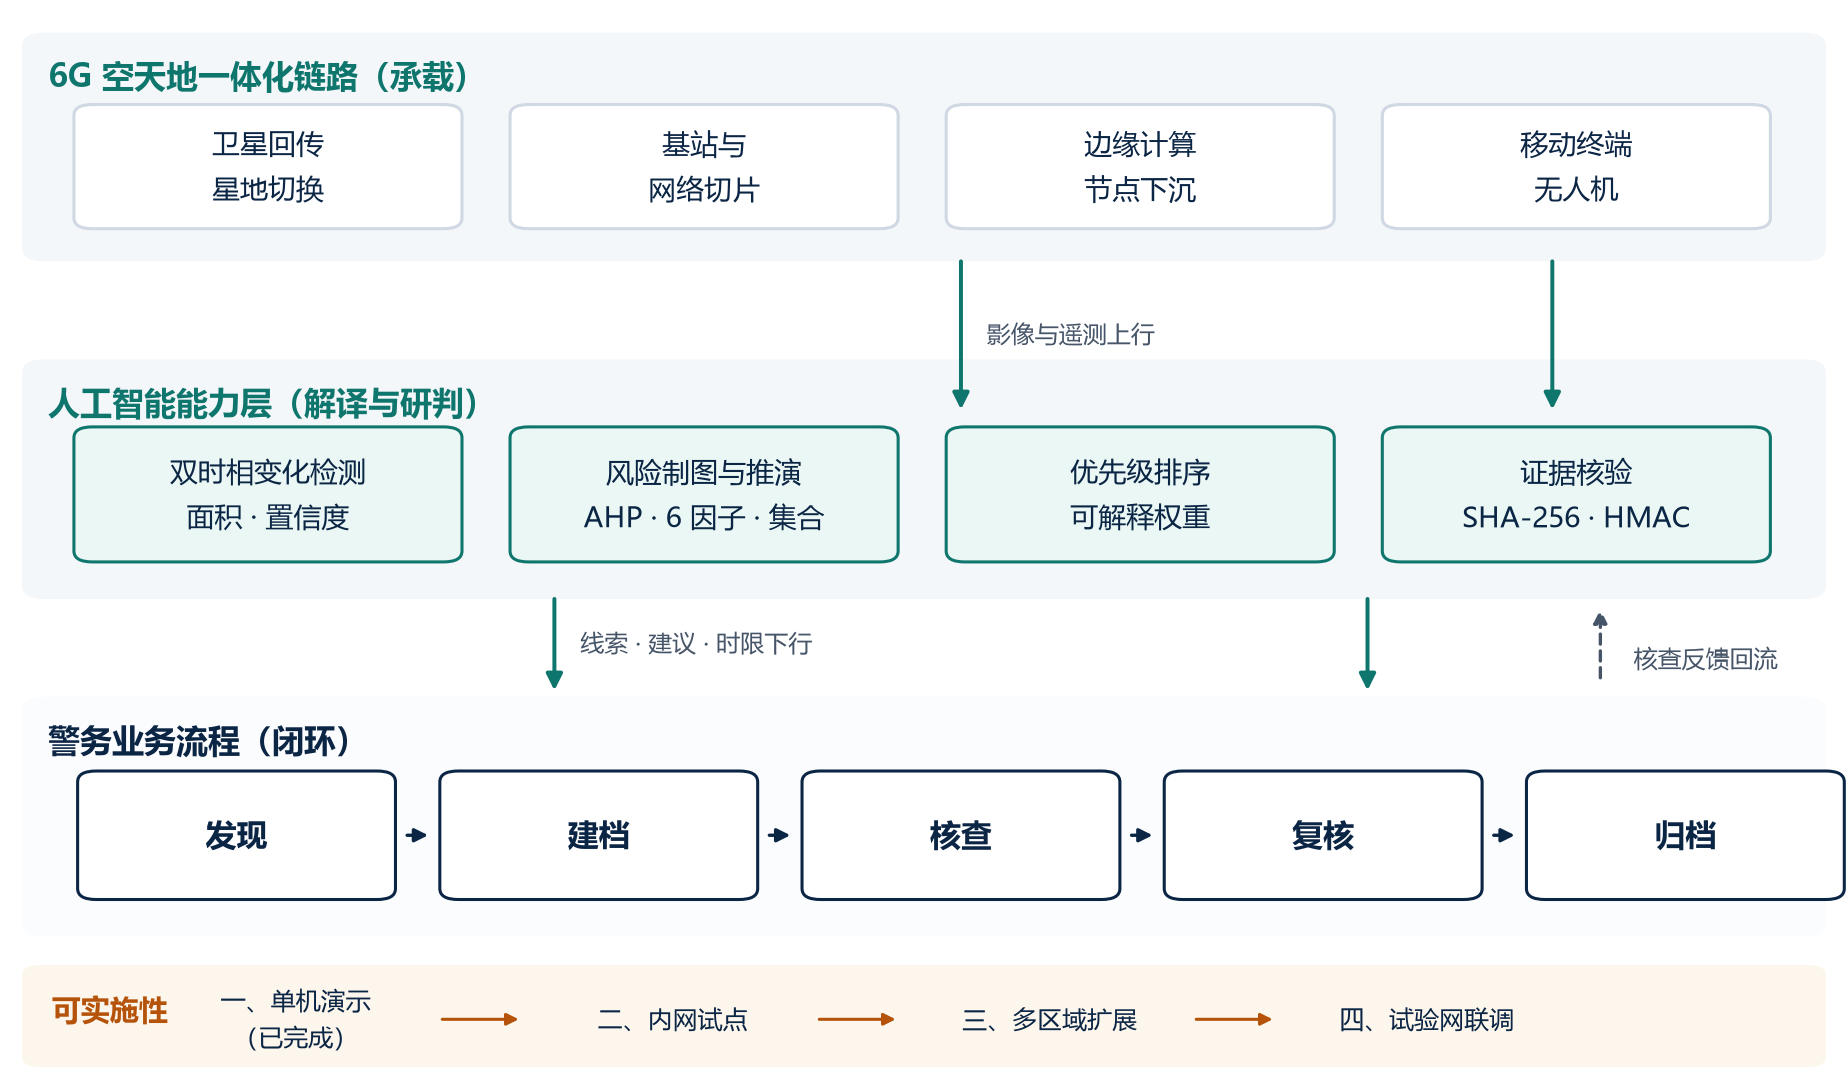 6G 空天地一体化链路（承载）
卫星回传
星地切换
基站与
网络切片
边缘计算
节点下沉
移动终端
无人机
影像与遥测上行
人工智能能力层（解译与研判）
双时相变化检测
面积 · 置信度
风险制图与推演
AHP · 6 因子 · 集合
优先级排序
可解释权重
证据核验
SHA-256 · HMAC
线索 · 建议 · 时限下行
核查反馈回流
警务业务流程（闭环）
发现
建档
核查
复核
归档
可实施性
一、单机演示
（已完成）
二、内网试点
三、多区域扩展
四、试验网联调